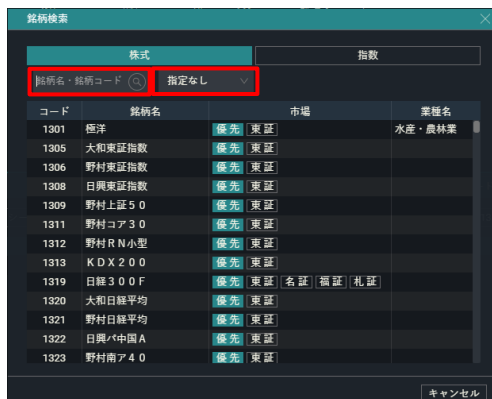 銘柄検索
株式 指数
銘柄名・銘柄コード 指定なし
コード 銘柄名 市場 業種名
1301 極洋 優先 東証 水産・農林業
1305 大和東証指数 優先 東証
1306 野村東証指数 優先 東証
1308 日興東証指数 優先 東証
1309 野村上証50 優先 東証
1311 野村コア30 優先 東証
1312 野村RN小型 優先 東証
1313 KDX200 優先 東証
1319 日経300F 優先 東証 名証 福証 札証
1320 大和日経平均 優先 東証
1321 野村日経平均 優先 東証
1322 日興パ中国A 優先 東証
1323 野村南ア40 優先 東証
キャンセル